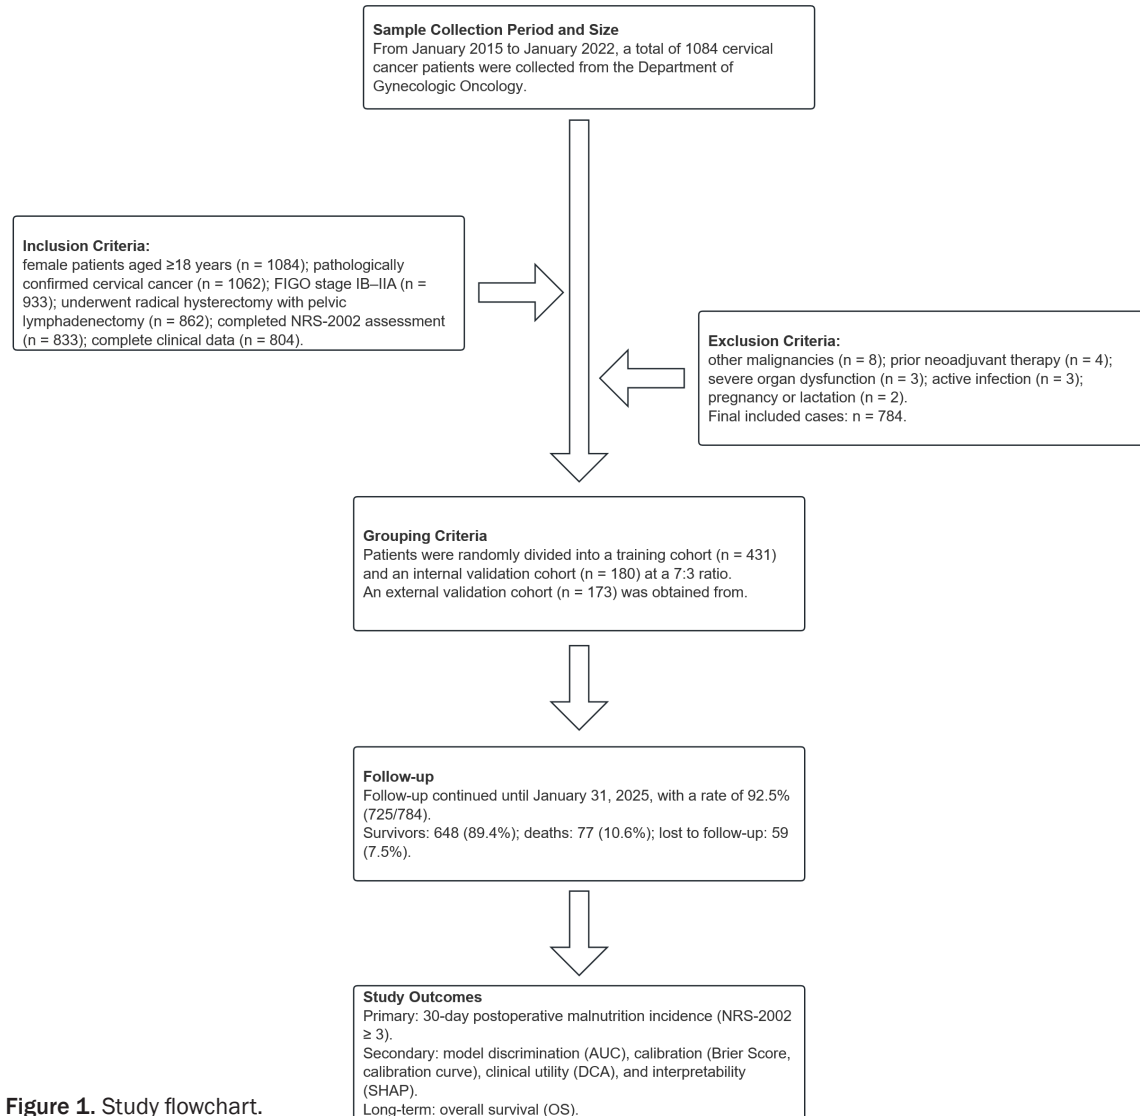 Sample Collection Period and Size
From January 2015 to January 2022, a total of 1084 cervical
cancer patients were collected from the Department of
Gynecologic Oncology.
Inclusion Criteria:
female patients aged ≥18 years (n = 1084); pathologically
confirmed cervical cancer (n = 1062); FIGO stage IB–IIA (n =
933); underwent radical hysterectomy with pelvic
lymphadenectomy (n = 862); completed NRS-2002 assessment
(n = 833); complete clinical data (n = 804).
Exclusion Criteria:
other malignancies (n = 8); prior neoadjuvant therapy (n = 4);
severe organ dysfunction (n = 3); active infection (n = 3);
pregnancy or lactation (n = 2).
Final included cases: n = 784.
Grouping Criteria
Patients were randomly divided into a training cohort (n = 431)
and an internal validation cohort (n = 180) at a 7:3 ratio.
An external validation cohort (n = 173) was obtained from.
Follow-up
Follow-up continued until January 31, 2025, with a rate of 92.5%
(725/784).
Survivors: 648 (89.4%); deaths: 77 (10.6%); lost to follow-up: 59
(7.5%).
Study Outcomes
Primary: 30-day postoperative malnutrition incidence (NRS-2002
≥ 3).
Secondary: model discrimination (AUC), calibration (Brier Score,
calibration curve), clinical utility (DCA), and interpretability
(SHAP).
Long-term: overall survival (OS).
Figure 1. Study flowchart.